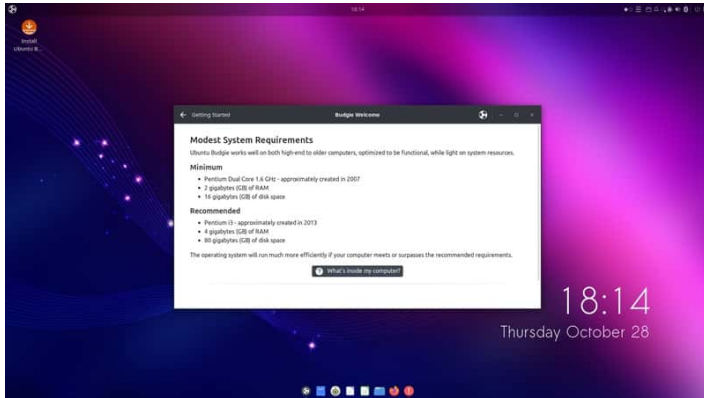 18:14
Install
Ubuntu B...
Getting Started
Budgie Welcome
Modest System Requirements
Ubuntu Budgie works well on both high-end to older computers, optimized to be functional, while light on system resources.
Minimum
• Pentium Dual Core 1.6 GHz - approximately created in 2007
• 2 gigabytes (GB) of RAM
• 16 gigabytes (GB) of disk space
Recommended
• Pentium i3 - approximately created in 2013
• 4 gigabytes (GB) of RAM
• 80 gigabytes (GB) of disk space
The operating system will run much more efficiently if your computer meets or surpasses the recommended requirements.
What's inside my computer?
18:14
Thursday October 28